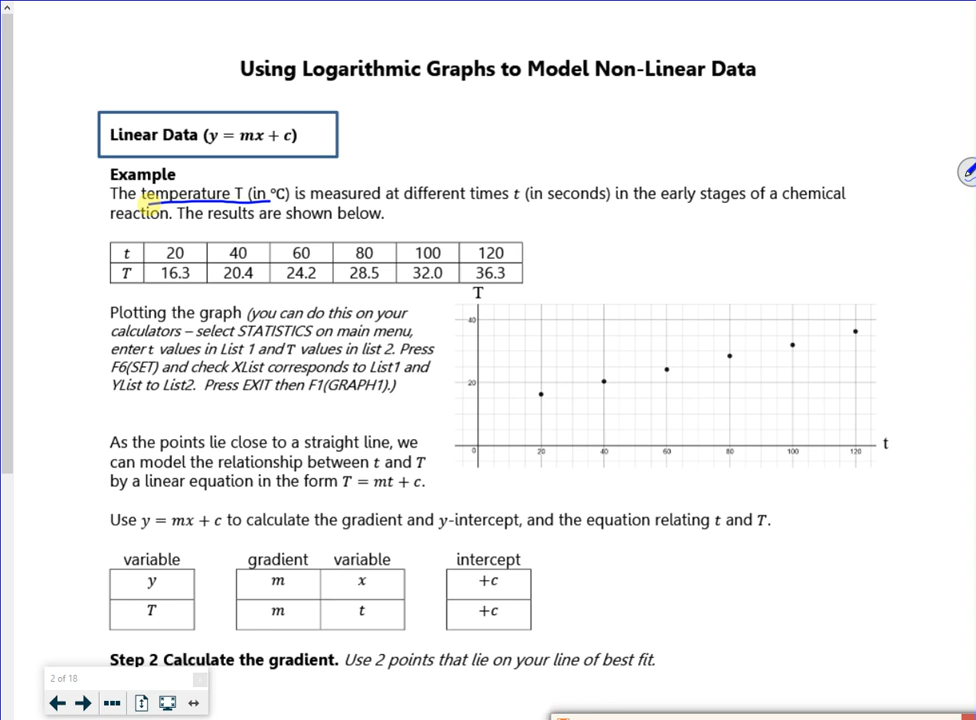 Using Logarithmic Graphs to Model Non-Linear Data
Linear Data (y = mx + c)
Example
The temperature T (in °C) is measured at different times t (in seconds) in the early stages of a chemical
reaction. The results are shown below.
t 20 40 60 80 100 120
T 16.3 20.4 24.2 28.5 32.0 36.3
T
Plotting the graph (you can do this on your
calculators – select STATISTICS on main menu,
enter t values in List 1 and T values in list 2. Press
F6(SET) and check XList corresponds to List1 and
YList to List2. Press EXIT then F1(GRAPH1).)
40
20
0 20 40 60 80 100 120
t
As the points lie close to a straight line, we
can model the relationship between t and T
by a linear equation in the form T = mt + c.
Use y = mx + c to calculate the gradient and y-intercept, and the equation relating t and T.
variable gradient variable intercept
y m x +c
T m t +c
Step 2 Calculate the gradient. Use 2 points that lie on your line of best fit.
2 of 18